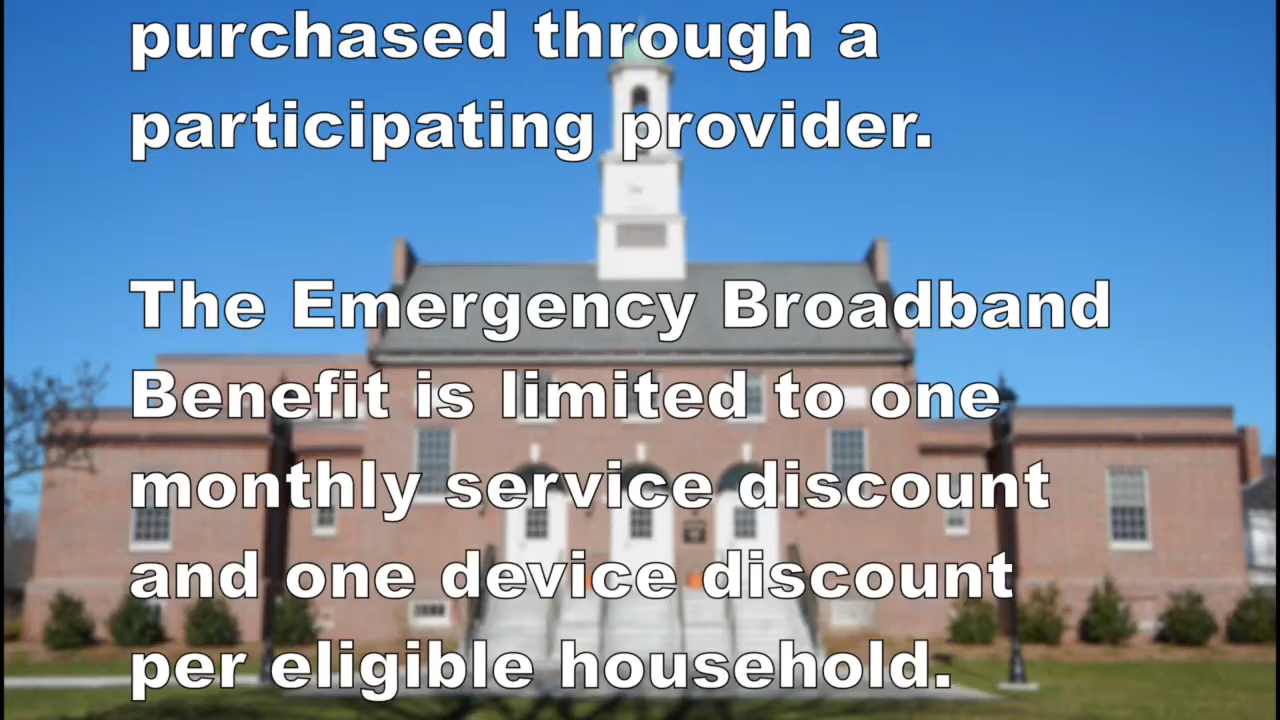 purchased through a
participating provider.
The Emergency Broadband
Benefit is limited to one
monthly service discount
and one device discount
per eligible household.